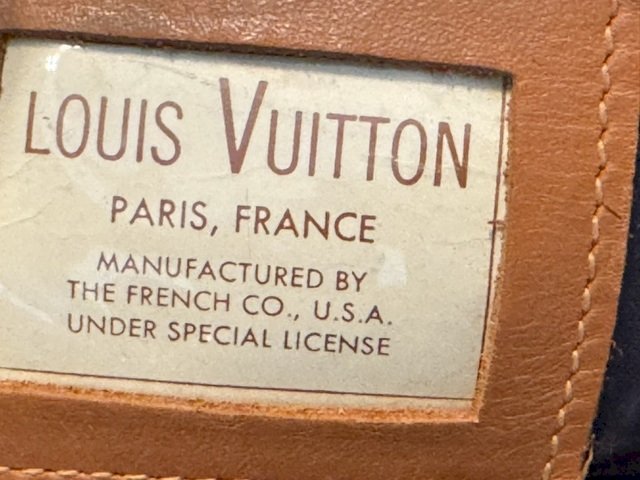 LOUIS VUITTON
PARIS, FRANCE
MANUFACTURED BY
THE FRENCH CO., U.S.A.
UNDER SPECIAL LICENSE